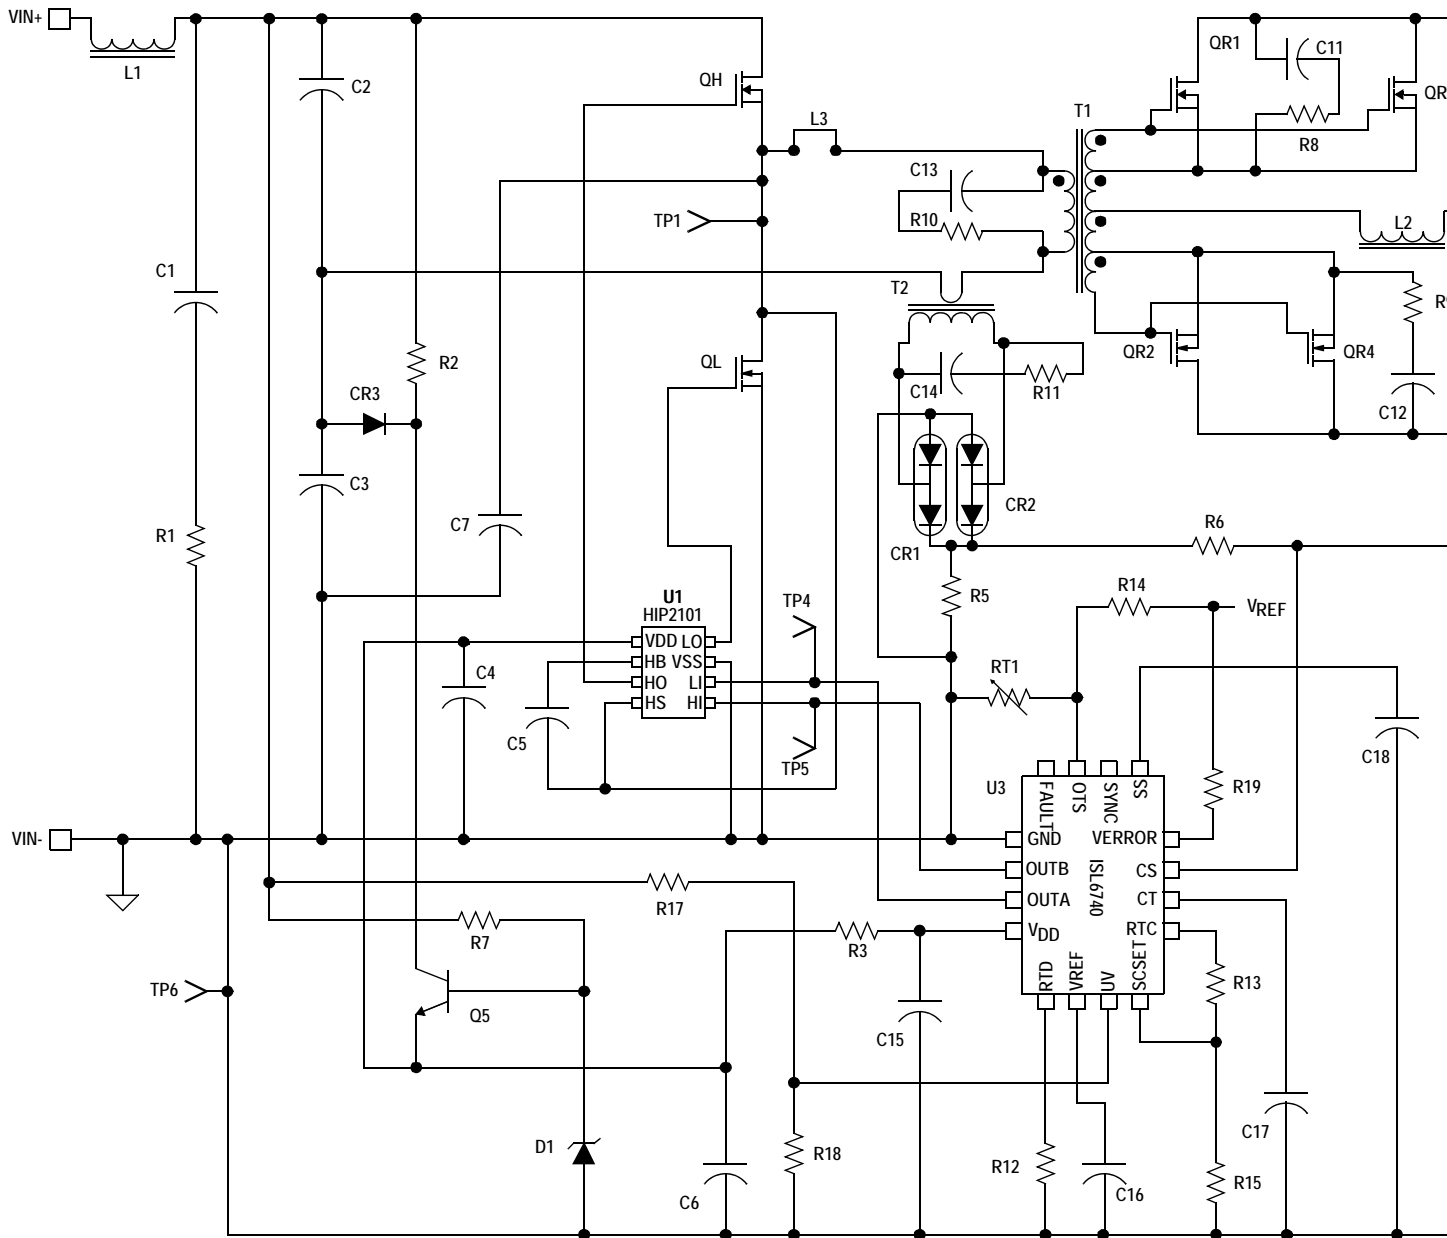 VIN+
L1
C2
QH
QR1
C11
QR
T1
L3
R8
C13
R10
TP1
L2
C1
T2
R9
R2
QL
QR2
QR4
C14
R11
CR3
C12
C3
C7
CR2
R1
CR1
R6
R5
R14
VREF
U1
HIP2101
TP4
VDD LO
HB VSS
HO LI
HS HI
C4
RT1
C5
TP5
C18
U3
FAULT
OTS
SYNC
SS
R19
VIN-
GND VERROR
OUTB CS
ISL6740
OUTA CT
VDD RTC
RTD
VREF
UV
SCSET
R17
R7
R3
R13
TP6
Q5
C15
D1
R18
C17
R12
C6
C16
R15